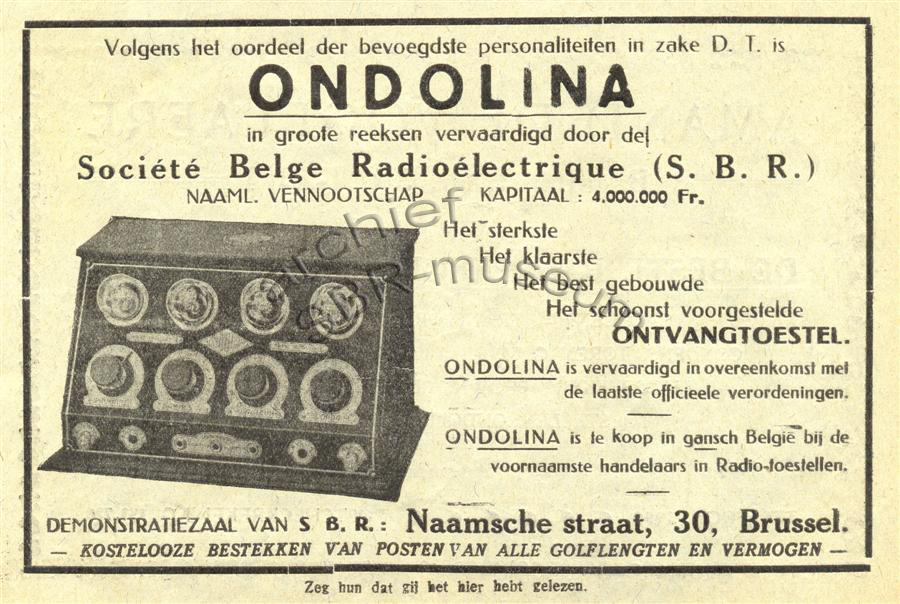 Volgens het oordeel der bevoegdste personaliteiten in zake D. T. is
ONDOLINA
in groote reeksen vervaardigd door de
Société Belge Radioélectrique (S. B. R.)
NAAML. VENNOOTSCHAP KAPITAAL : 4.000.000 Fr.
Het sterkste
Het klaarste
Het best gebouwde
Het schoonst voorgestelde
ONTVANGTOESTEL.
ONDOLINA is vervaardigd in overeenkomst met
de laatste officieele verordeningen.
ONDOLINA is te koop in gansch België bij de
voornaamste handelaars in Radio-toestellen.
DEMONSTRATIEZAAL VAN S B. R. : Naamsche straat, 30, Brussel.
— KOSTELOOZE BESTEKKEN VAN POSTEN VAN ALLE GOLFLENGTEN EN VERMOGEN —
Zeg hun dat gij het hier hebt gelezen.
archief
SBR-museum